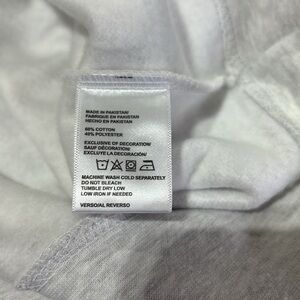 MADE IN PAKISTAN/
FABRIQUE EN PAKISTAN/
HECHO EN PAKISTAN
60% COTTON
40% POLYESTER
EXCLUSIVE OF DECORATION/
SAUF DÉCORATION/
EXCLUYE LA DECORACIÓN/
MACHINE WASH COLD SEPARATELY
DO NOT BLEACH
TUMBLE DRY LOW
LOW IRON IF NEEDED
VERSO/AL REVERSO